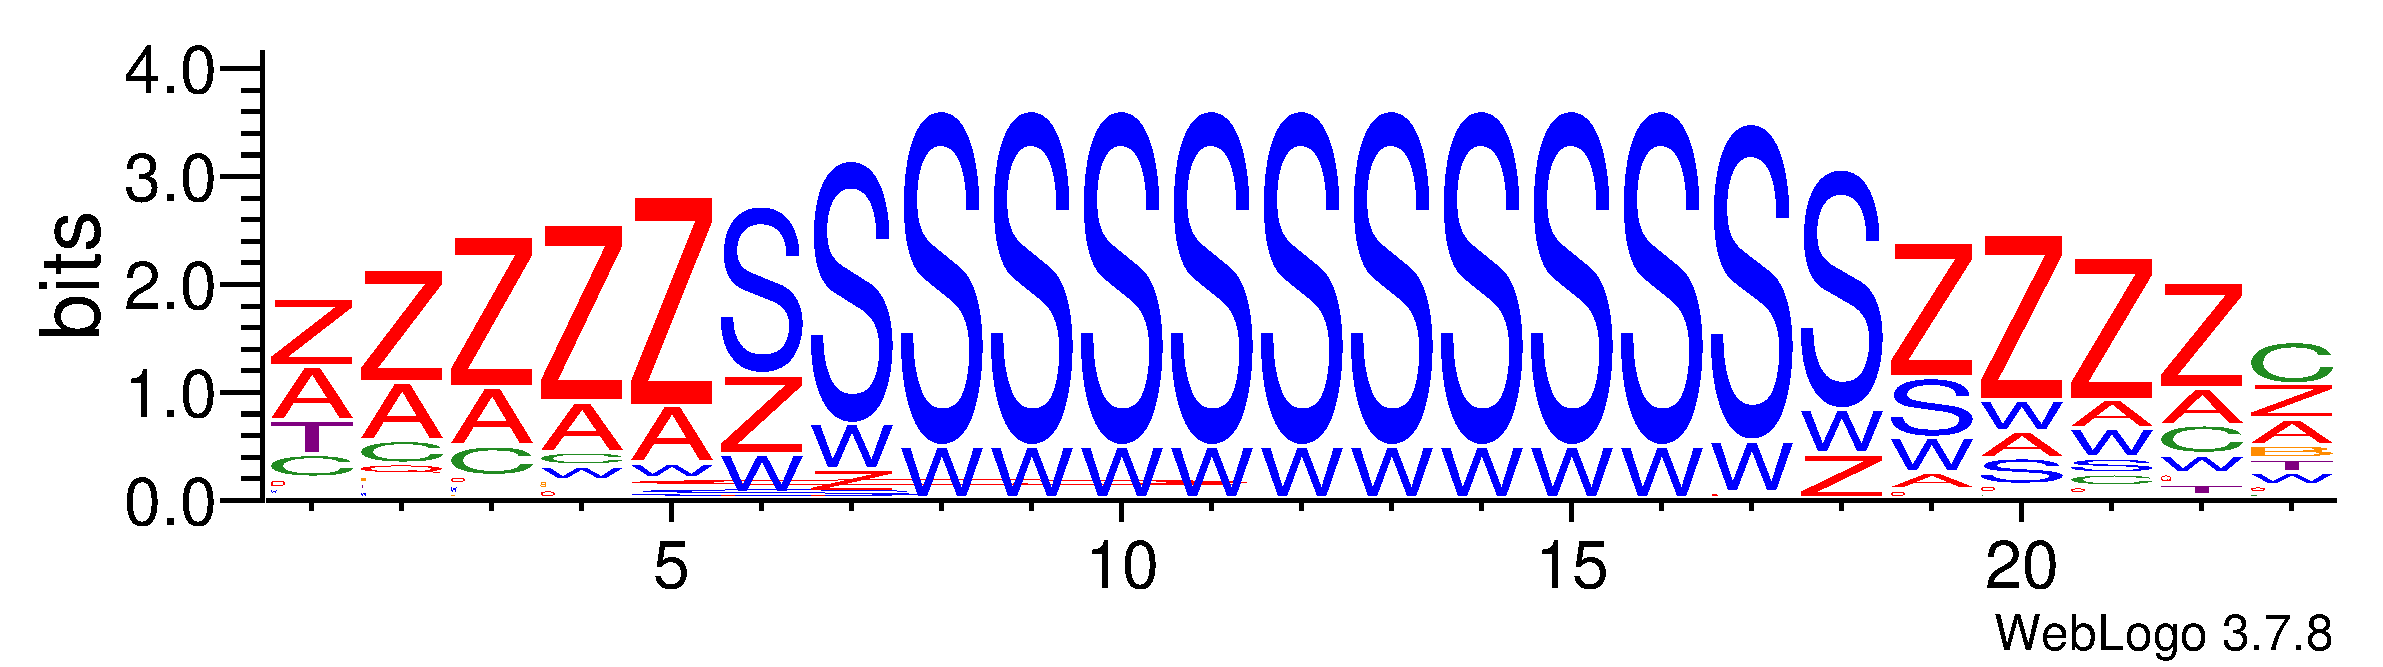 4.0
3.0
2.0
1.0
0.0
bits
Z A T C
Z A C
Z A C
Z A C W
Z A W
S Z W
S W Z
S W
S W
S W
S W
S W
S W
S W
S W
S W
S W
S W Z
Z S W A
Z W A S
Z A W S C
Z A C W T
C Z A B T W
5 10 15 20
WebLogo 3.7.8